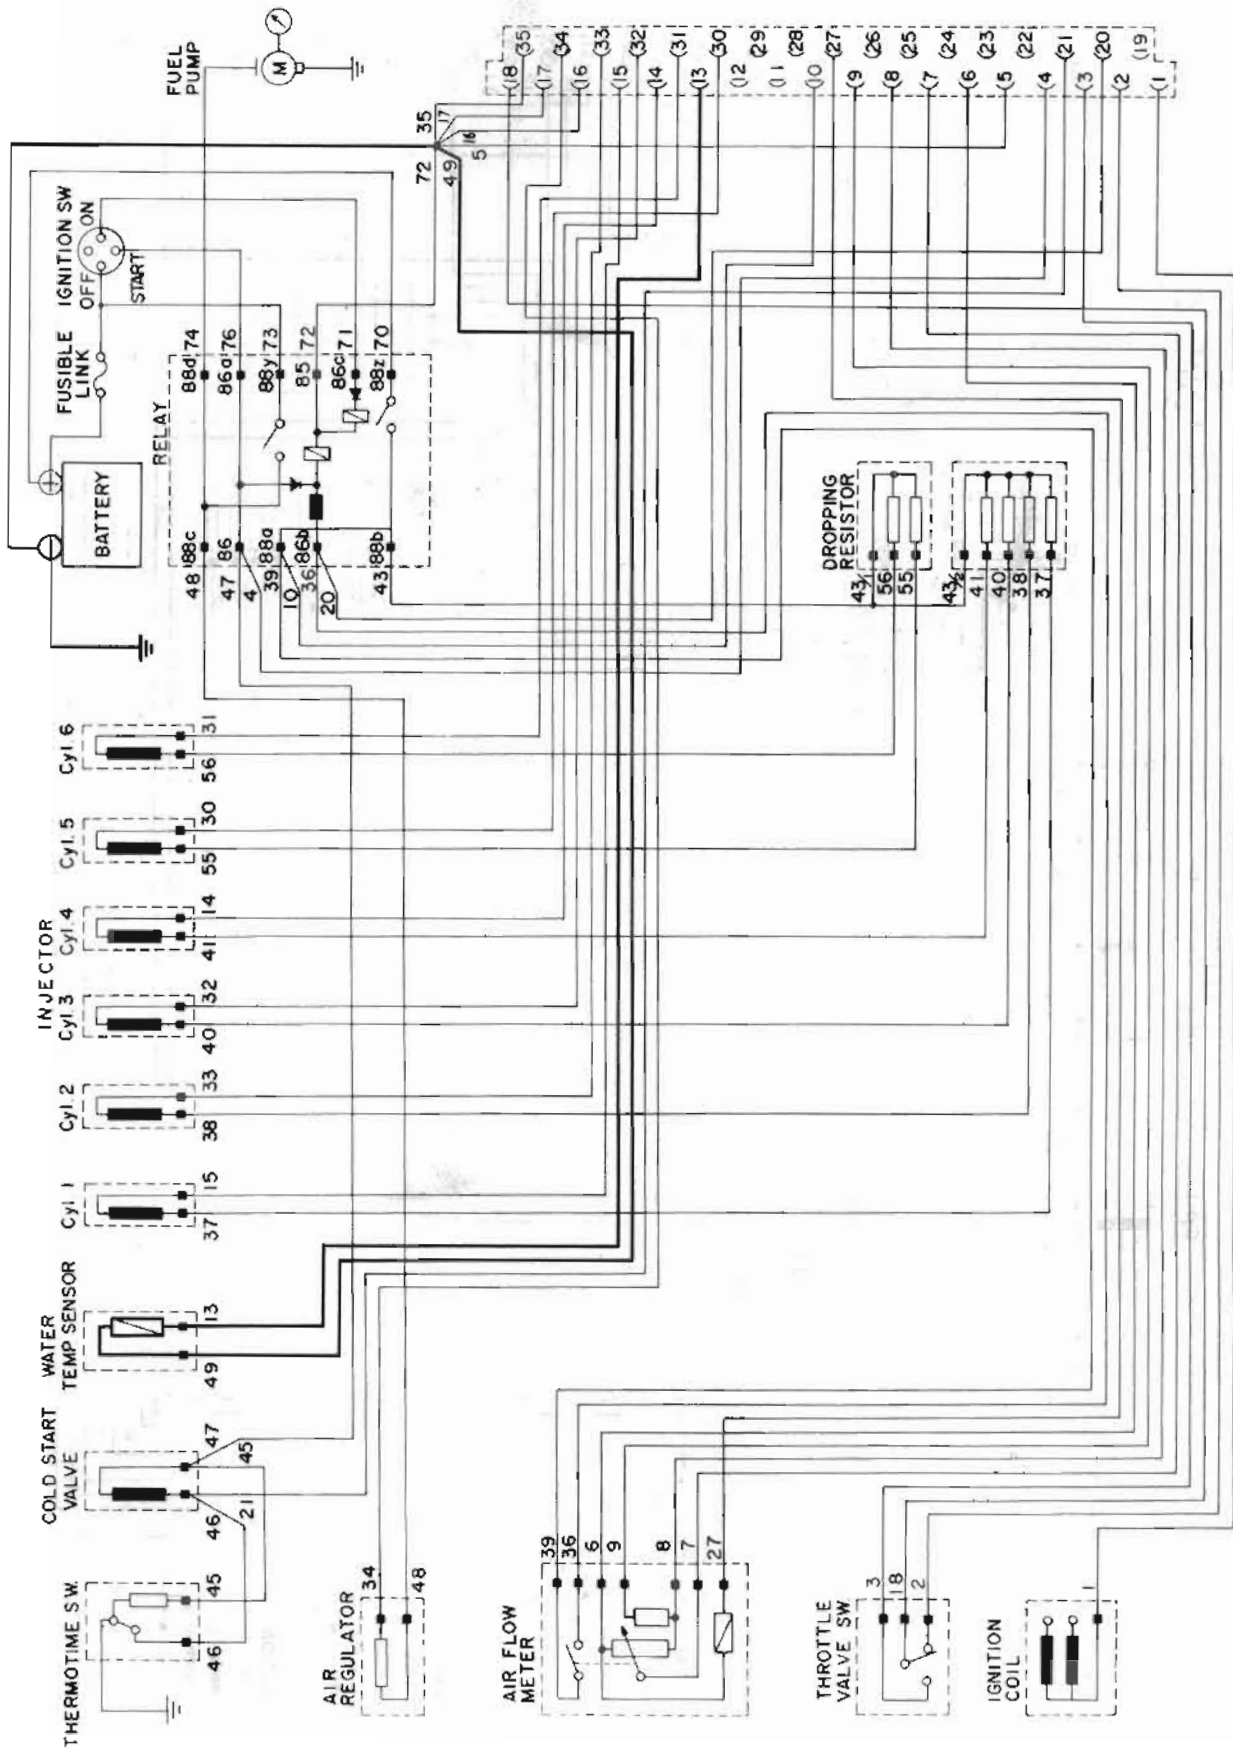 THERMOTIME SW.
46
45
COLD START
VALVE
46
21
45
47
WATER
TEMP SENSOR
49
13
INJECTOR
Cyl. 1
37
15
Cyl. 2
38
33
Cyl. 3
40
32
Cyl. 4
41
14
Cyl. 5
55
30
Cyl. 6
56
31
BATTERY
FUSIBLE
LINK
IGNITION SW
OFF
ON
START
FUEL
PUMP
M
RELAY
48
88c
88d
74
47
86
86a
76
4
39
88a
88y
73
10
36
86b
85
72
20
86c
71
43
88b
88z
70
72
35
17
49
16
5
AIR
REGULATOR
34
48
AIR FLOW
METER
39
36
6
9
8
7
27
THROTTLE
VALVE SW.
3
18
2
IGNITION
COIL
1
DROPPING
RESISTOR
43/1
56
55
43/2
41
40
38
37
(18
(17
(16
(15
(14
(13
(12
(11
(10
(9
(8
(7
(6
(5
(4
(3
(2
(1
(35
(34
(33
(32
(31
(30
(29
(28
(27
(26
(25
(24
(23
(22
(21
(20
(19